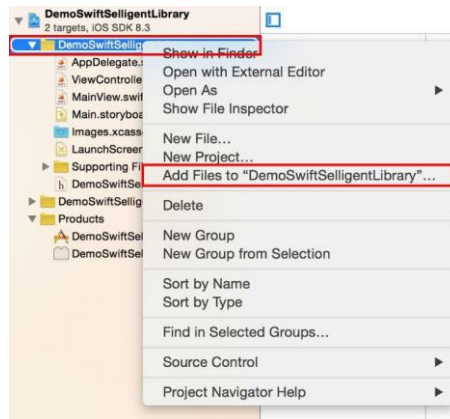 DemoSwiftSelligentLibrary
2 targets, iOS SDK 8.3
DemoSwiftSellig
AppDelegate.s
ViewControlle
MainView.swif
Main.storyboa
Images.xcass
LaunchScreen
Supporting Fi
DemoSwiftSe
DemoSwiftSellig
Products
DemoSwiftSel
DemoSwiftSel
Show in Finder
Open with External Editor
Open As
Show File Inspector
New File...
New Project...
Add Files to “DemoSwiftSelligentLibrary”...
Delete
New Group
New Group from Selection
Sort by Name
Sort by Type
Find in Selected Groups...
Source Control
Project Navigator Help